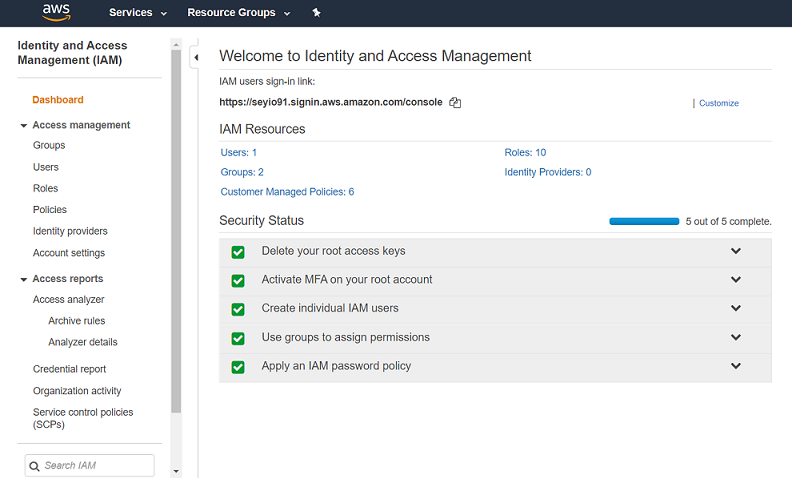 aws
Services
Resource Groups
Identity and Access
Management (IAM)
Dashboard
Access management
Groups
Users
Roles
Policies
Identity providers
Account settings
Access reports
Access analyzer
Archive rules
Analyzer details
Credential report
Organization activity
Service control policies
(SCPs)
Search IAM
Welcome to Identity and Access Management
IAM users sign-in link:
https://seyio91.signin.aws.amazon.com/console
| Customize
IAM Resources
Users: 1
Roles: 10
Groups: 2
Identity Providers: 0
Customer Managed Policies: 6
Security Status
5 out of 5 complete.
Delete your root access keys
Activate MFA on your root account
Create individual IAM users
Use groups to assign permissions
Apply an IAM password policy